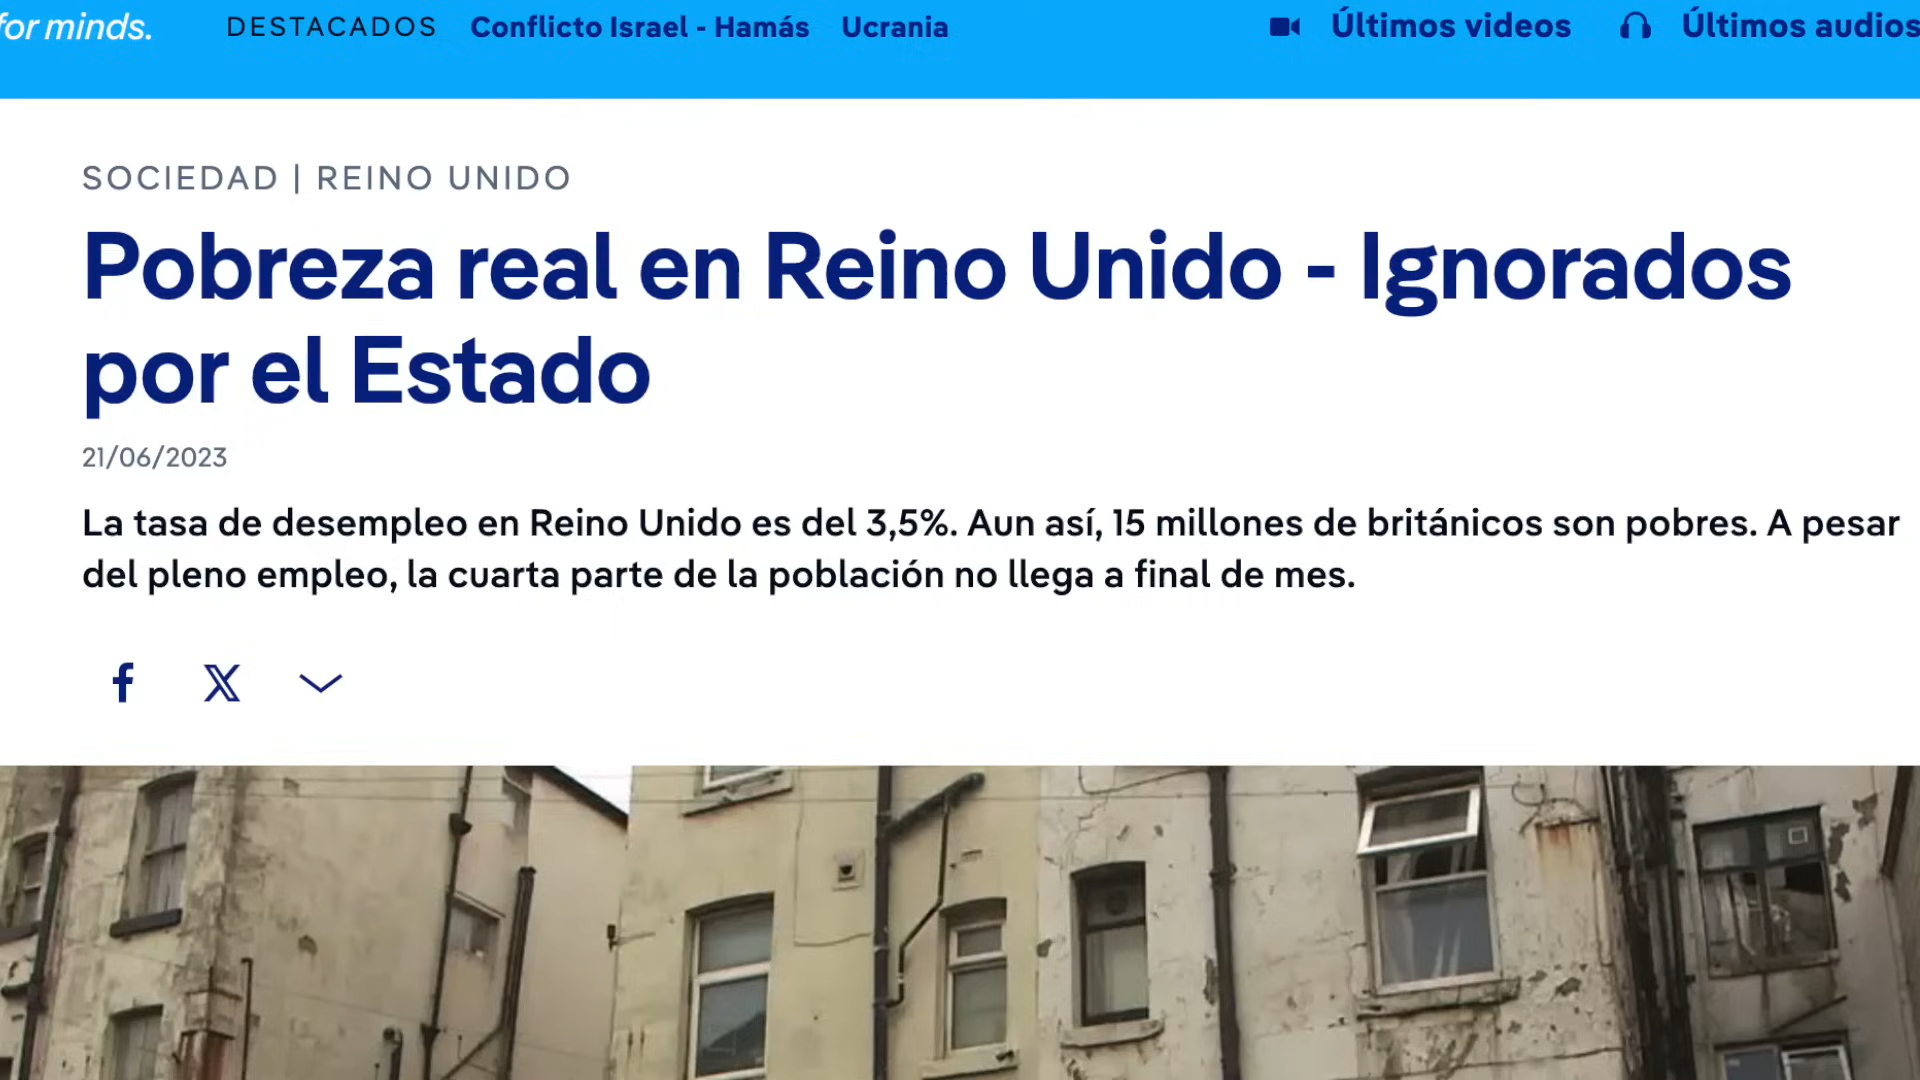 for minds.
DESTACADOS Conflicto Israel - Hamás Ucrania Últimos videos Últimos audios
SOCIEDAD | REINO UNIDO
Pobreza real en Reino Unido - Ignorados
por el Estado
21/06/2023
La tasa de desempleo en Reino Unido es del 3,5%. Aun así, 15 millones de británicos son pobres. A pesar
del pleno empleo, la cuarta parte de la población no llega a final de mes.